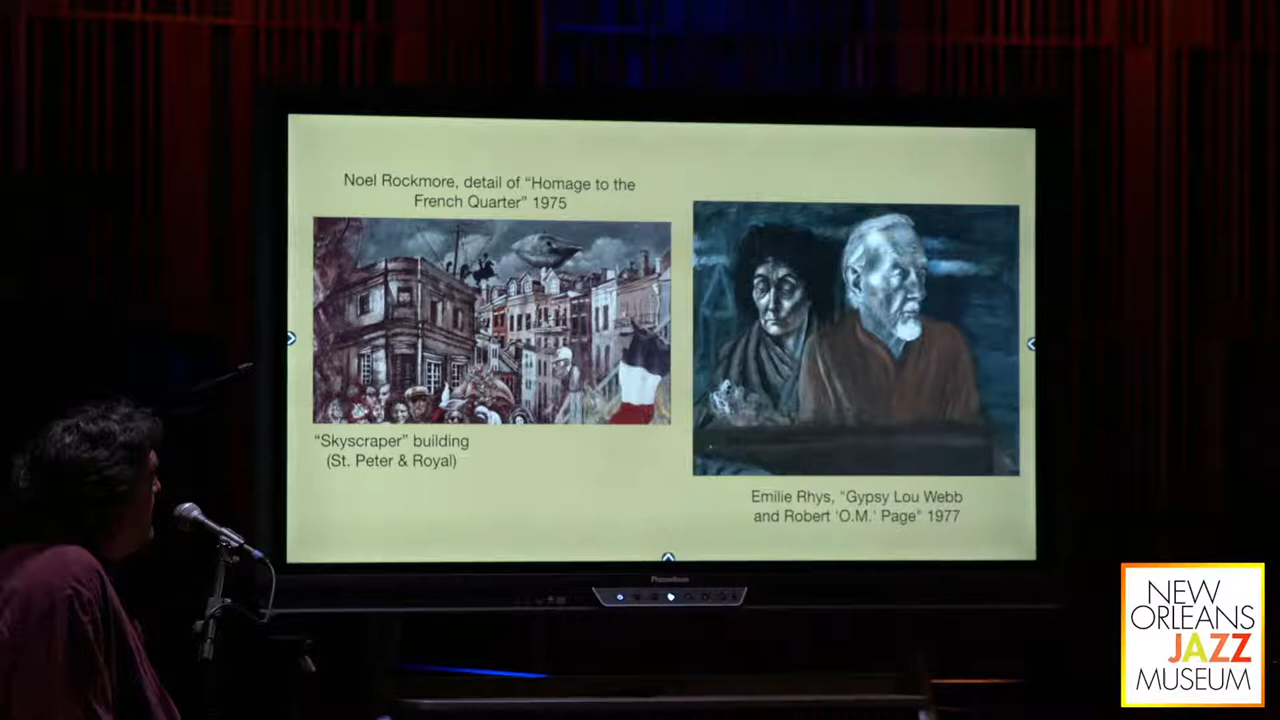 Noel Rockmore, detail of “Homage to the
French Quarter” 1975
“Skyscraper” building
(St. Peter & Royal)
Emilie Rhys, "Gypsy Lou Webb
and Robert 'O.M.' Page" 1977
NEW
ORLEANS
JAZZ
MUSEUM